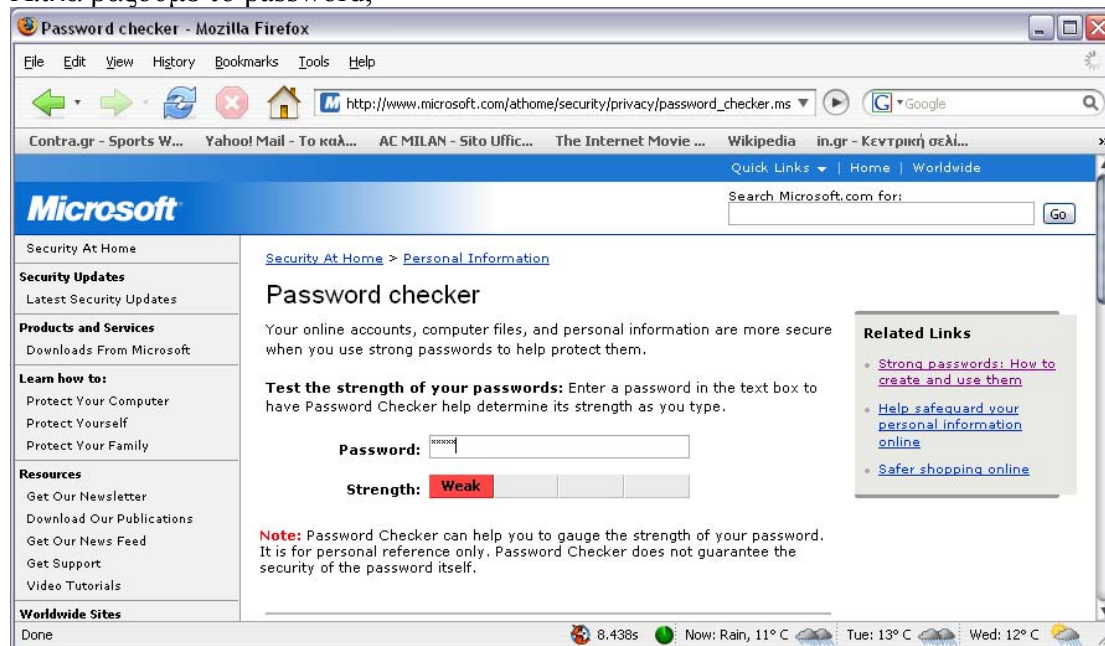 Password checker - Mozilla Firefox
File Edit View History Bookmarks Tools Help
http://www.microsoft.com/athome/security/privacy/password_checker.ms Google
Contra.gr - Sports W... Yahoo! Mail - Το καλ... AC MILAN - Sito Uffic... The Internet Movie ... Wikipedia in.gr - Κεντρική σελί... »
Quick Links | Home | Worldwide
Microsoft
Search Microsoft.com for:
Go
Security At Home
Security Updates
Latest Security Updates
Products and Services
Downloads From Microsoft
Learn how to:
Protect Your Computer
Protect Yourself
Protect Your Family
Resources
Get Our Newsletter
Download Our Publications
Get Our News Feed
Get Support
Video Tutorials
Worldwide Sites
Security At Home > Personal Information
Password checker
Your online accounts, computer files, and personal information are more secure
when you use strong passwords to help protect them.
Test the strength of your passwords: Enter a password in the text box to
have Password Checker help determine its strength as you type.
Password:
Strength: Weak
Note: Password Checker can help you to gauge the strength of your password.
It is for personal reference only. Password Checker does not guarantee the
security of the password itself.
Related Links
Strong passwords: How to
create and use them
Help safeguard your
personal information
online
Safer shopping online
Done 8.438s Now: Rain, 11° C Tue: 13° C Wed: 12° C